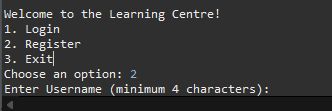 Welcome to the Learning Centre!
1. Login
2. Register
3. Exit
Choose an option: 2
Enter Username (minimum 4 characters):